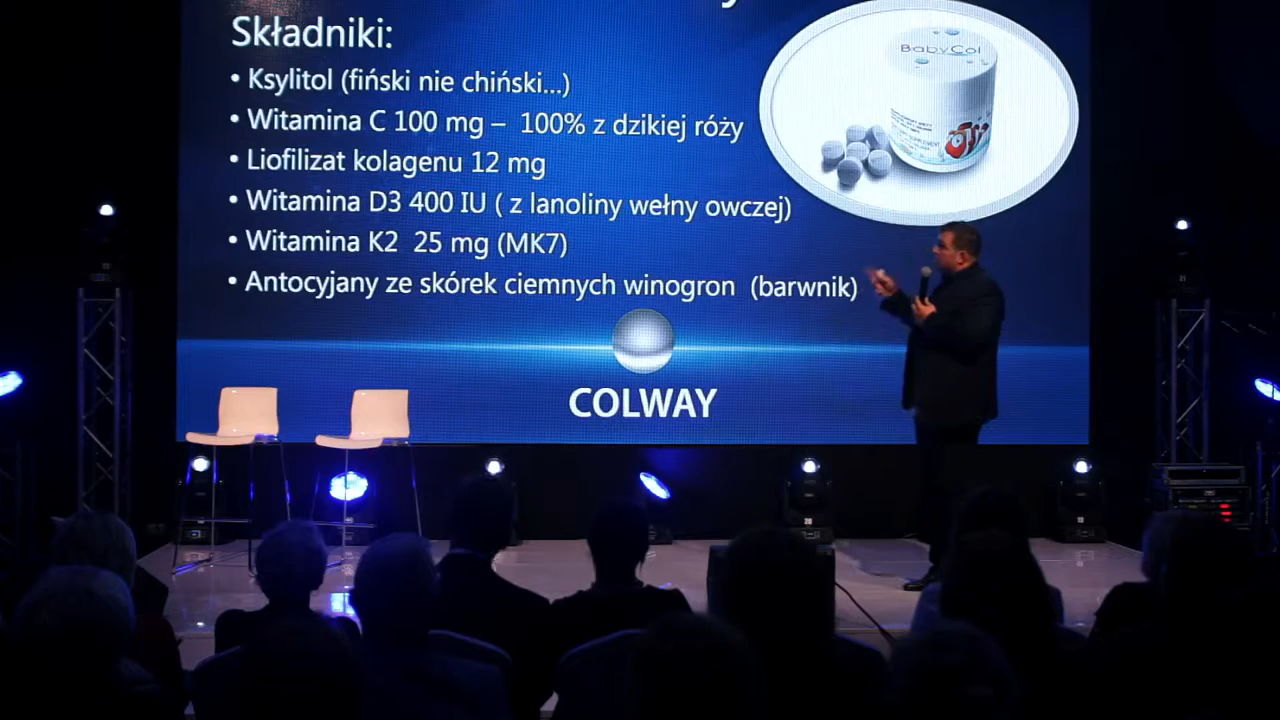 Składniki:
• Ksylitol (fiński nie chiński...)
• Witamina C 100 mg – 100% z dzikiej róży
• Liofilizat kolagenu 12 mg
• Witamina D3 400 IU ( z lanoliny wełny owczej)
• Witamina K2 25 mg (MK7)
• Antocyjany ze skórek ciemnych winogron (barwnik)
BabyCol
COLWAY